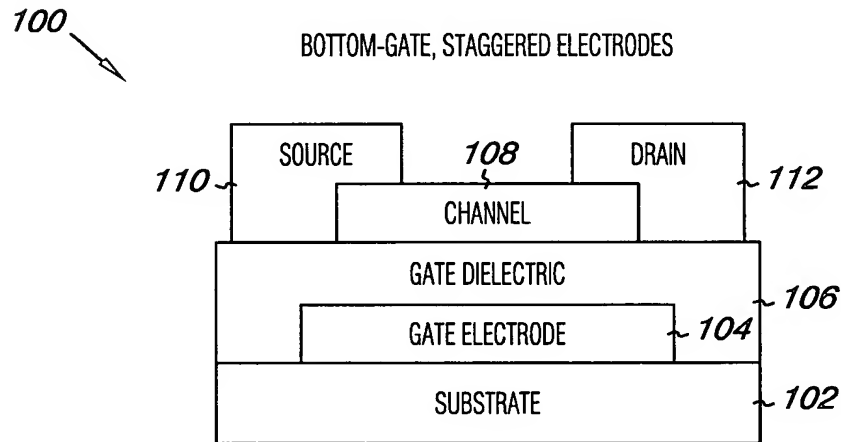 100
BOTTOM-GATE, STAGGERED ELECTRODES
SOURCE
108
DRAIN
110
112
CHANNEL
GATE DIELECTRIC
106
GATE ELECTRODE
104
SUBSTRATE
102